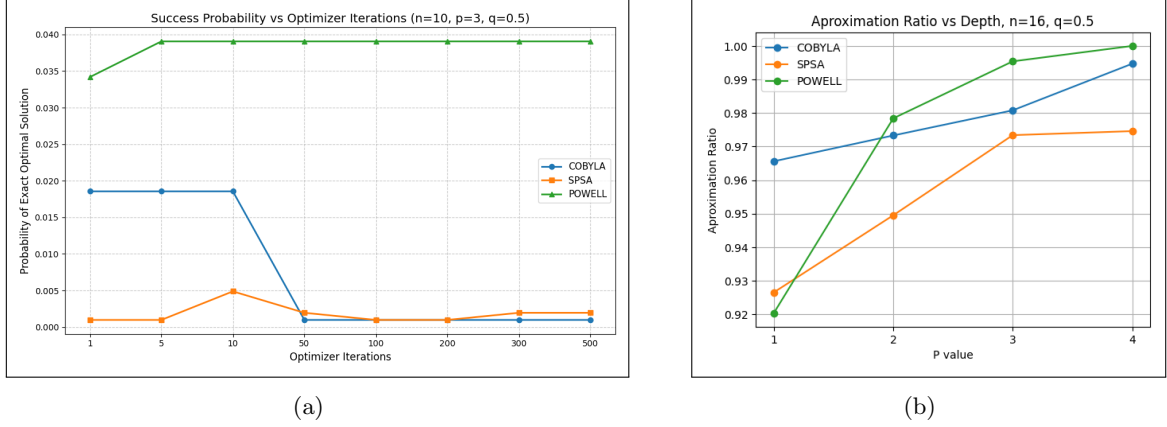 Success Probability vs Optimizer Iterations (n=10, p=3, q=0.5)
Probability of Exact Optimal Solution
0.040
0.035
0.030
0.025
0.020
0.015
0.010
0.005
0.000
COBYLA
SPSA
POWELL
1 5 10 50 100 200 300 500
Optimizer Iterations
(a)
Aproximation Ratio vs Depth, n=16, q=0.5
Aproximation Ratio
1.00
0.99
0.98
0.97
0.96
0.95
0.94
0.93
0.92
COBYLA
SPSA
POWELL
1 2 3 4
P value
(b)